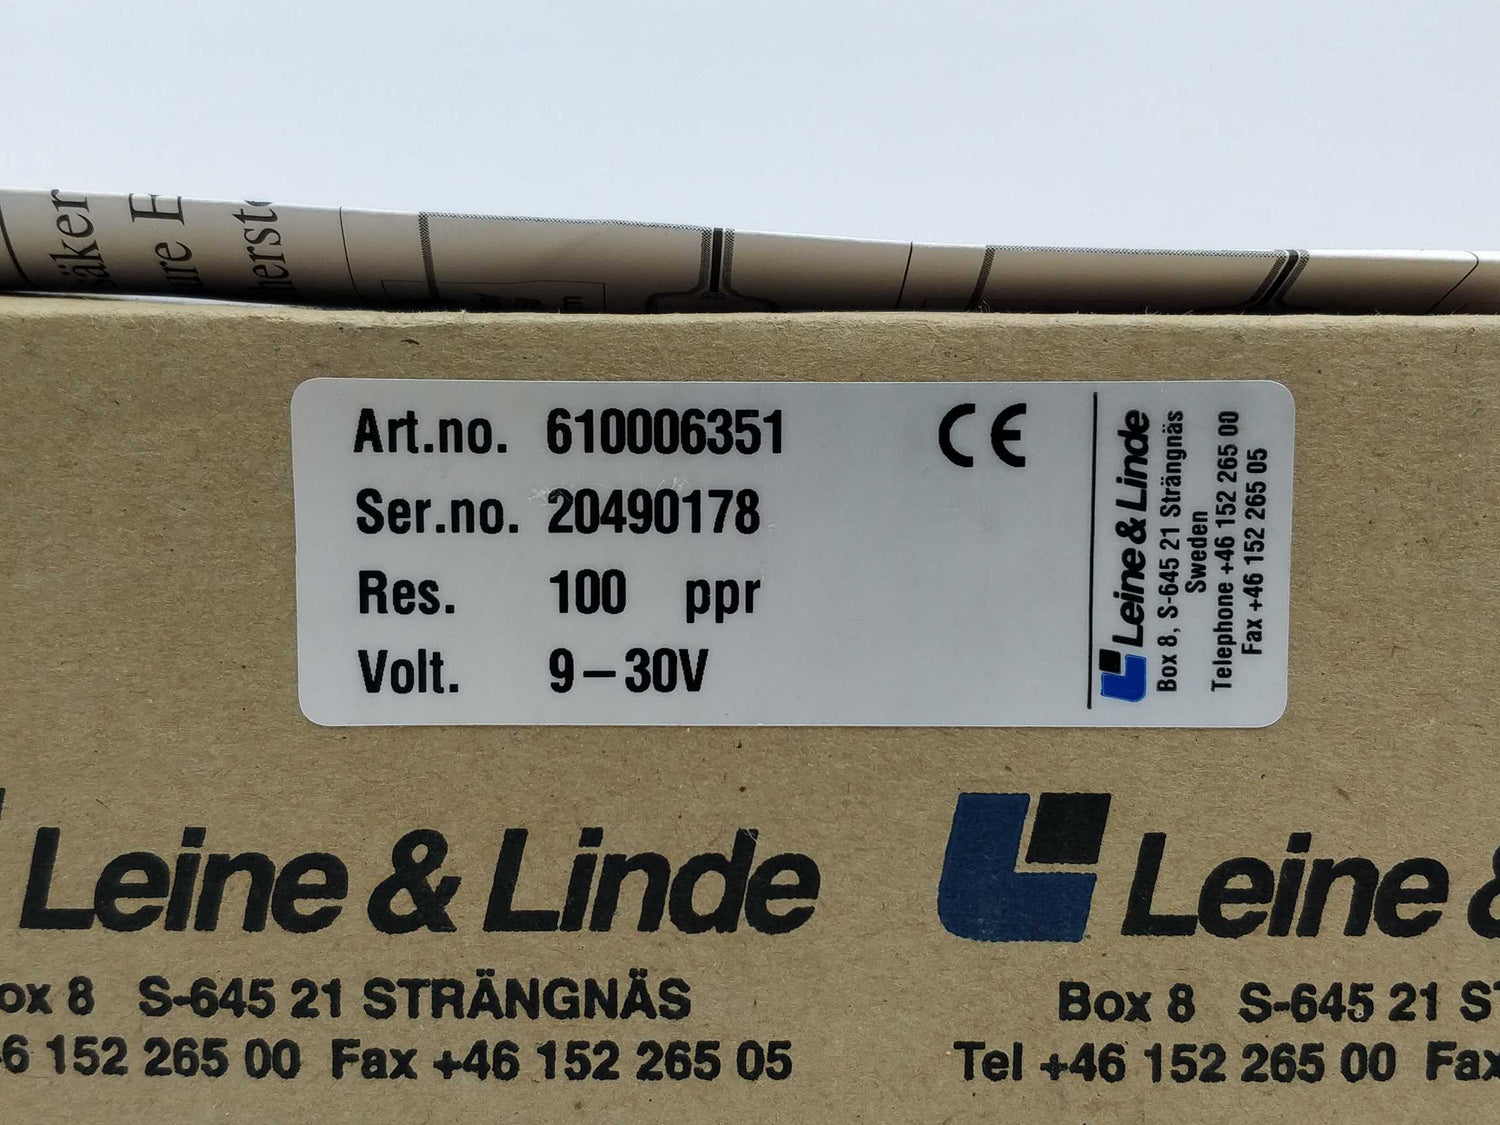 säker
ure E
herste
Art.no. 610006351
Ser.no. 20490178
Res. 100 ppr
Volt. 9–30V
CE
Leine & Linde
Box 8, S-645 21 Strängnäs
Sweden
Telephone +46 152 265 00
Fax +46 152 265 05
Leine & Linde
ox 8 S-645 21 STRÄNGNÄS
6 152 265 00 Fax +46 152 265 05
Leine &
Box 8 S-645 21 S
Tel +46 152 265 00 Fax